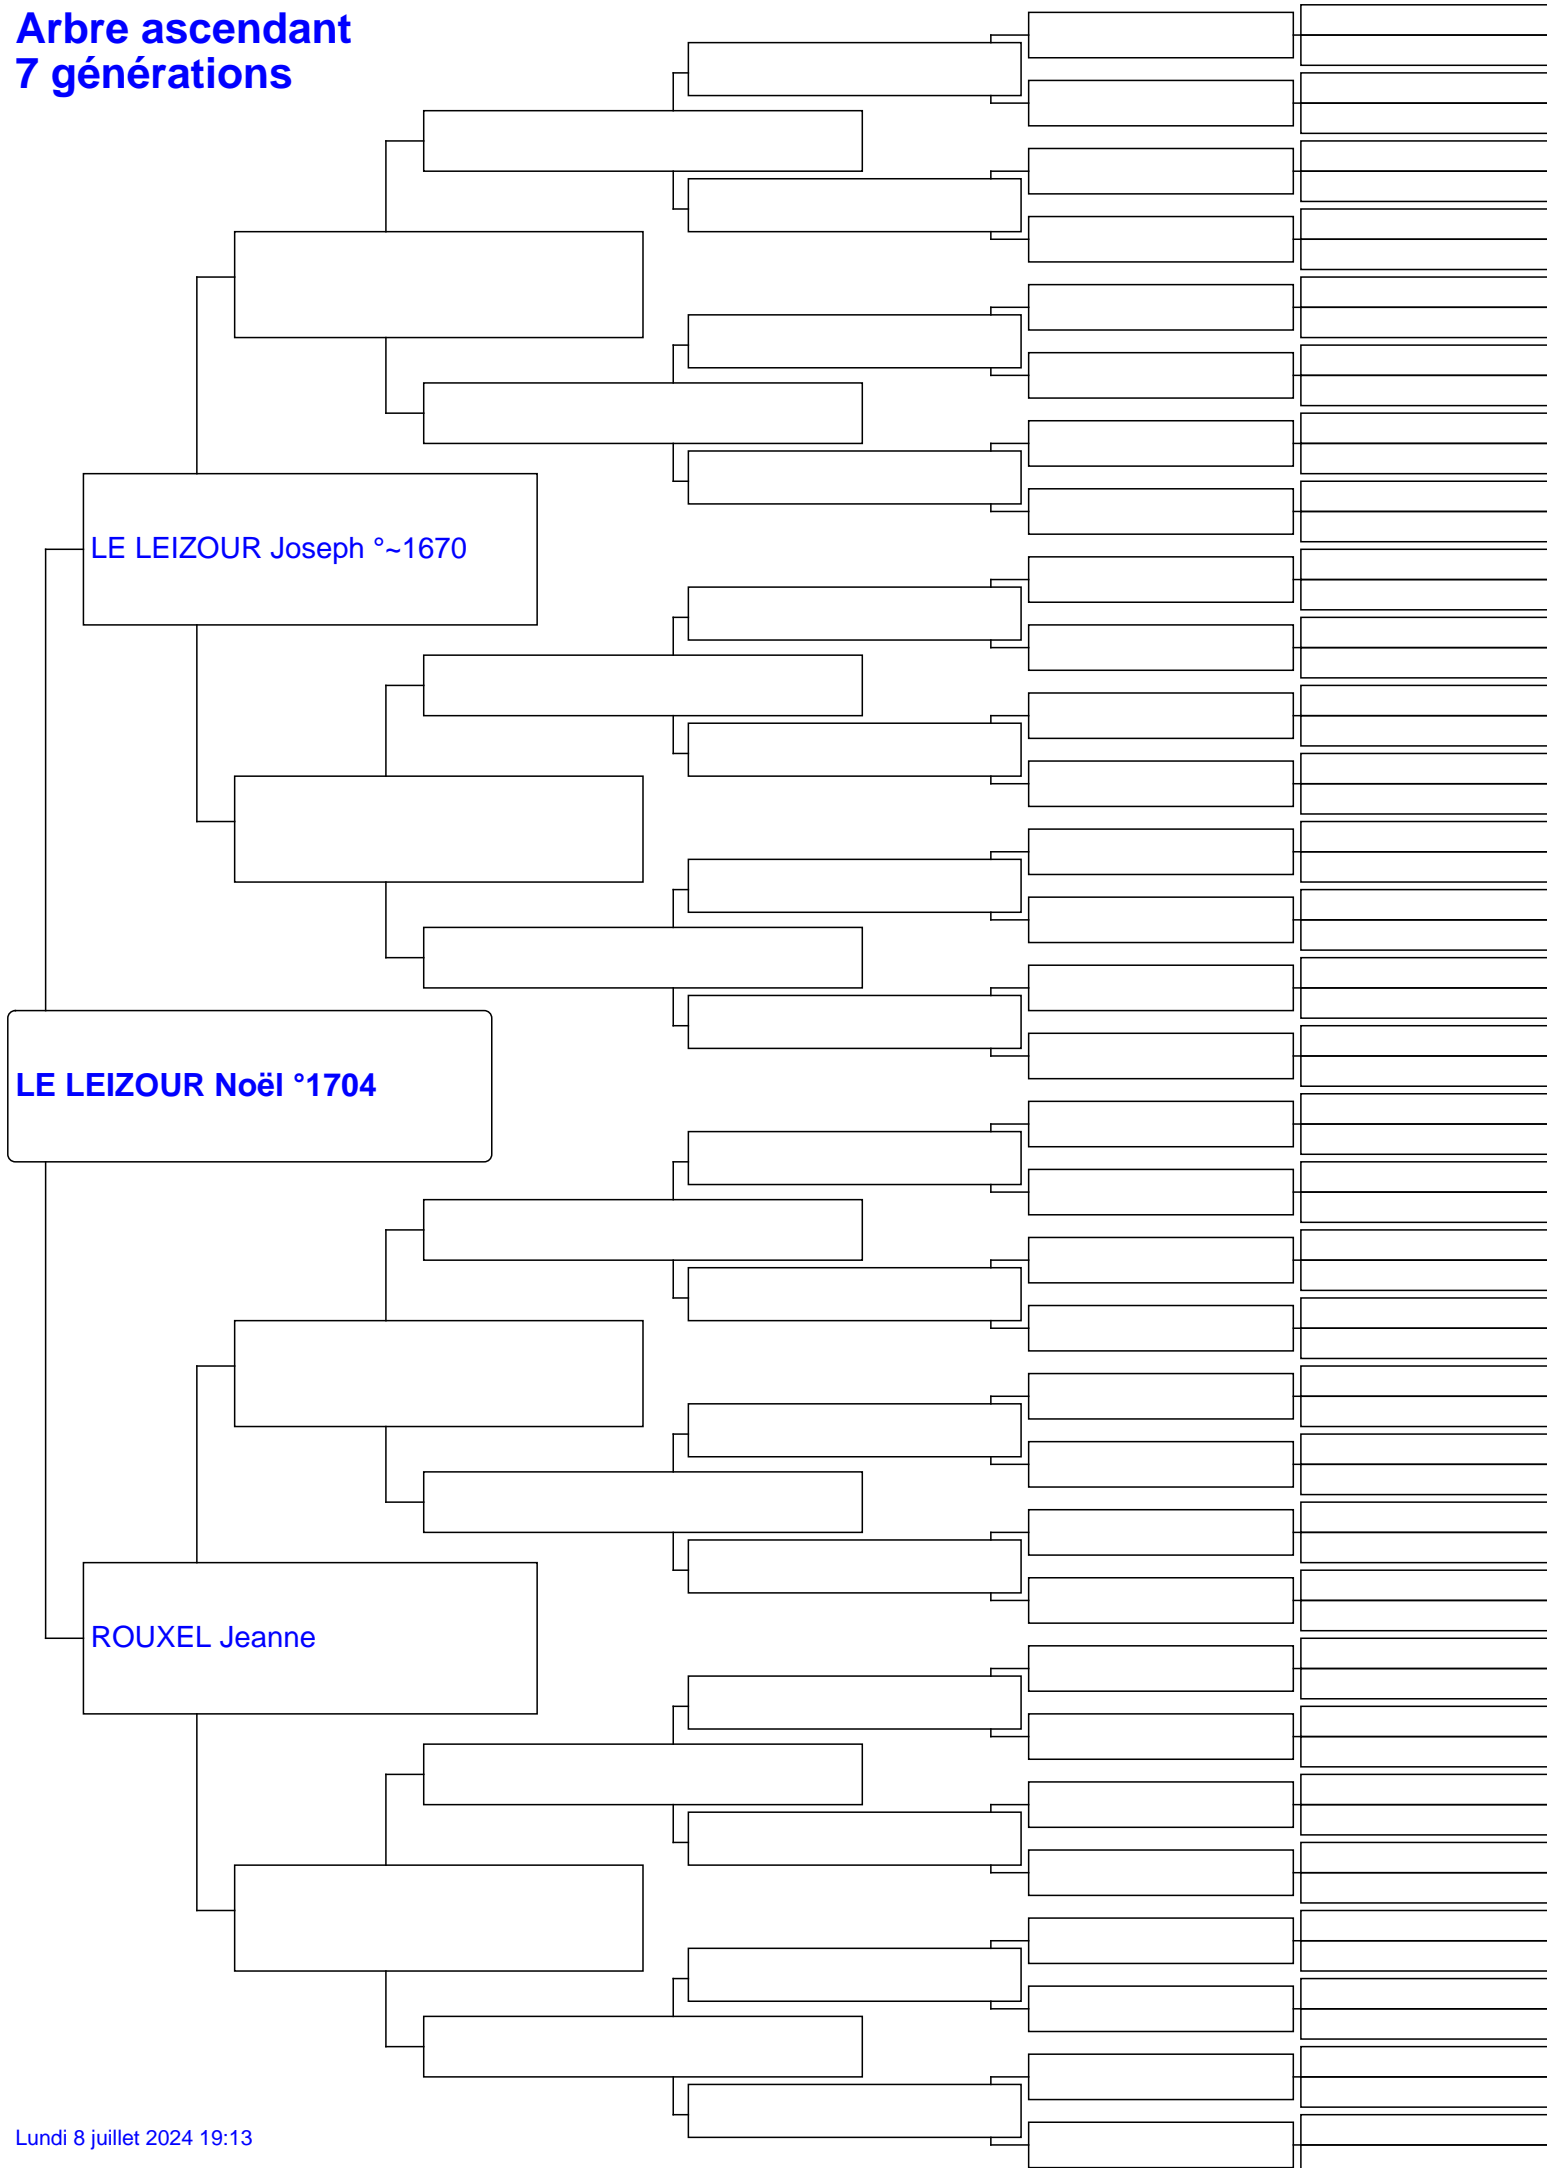 Arbre ascendant
7 générations
LE LEIZOUR Joseph °~1670
LE LEIZOUR Noël °1704
ROUXEL Jeanne
Lundi 8 juillet 2024 19:13